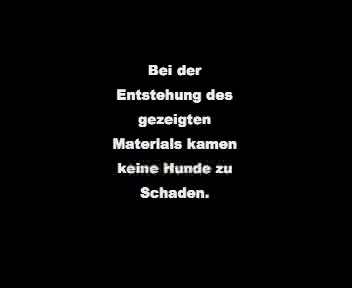 Bei der
Entstehung des
gezeigten
Materials kamen
keine Hunde zu
Schaden.